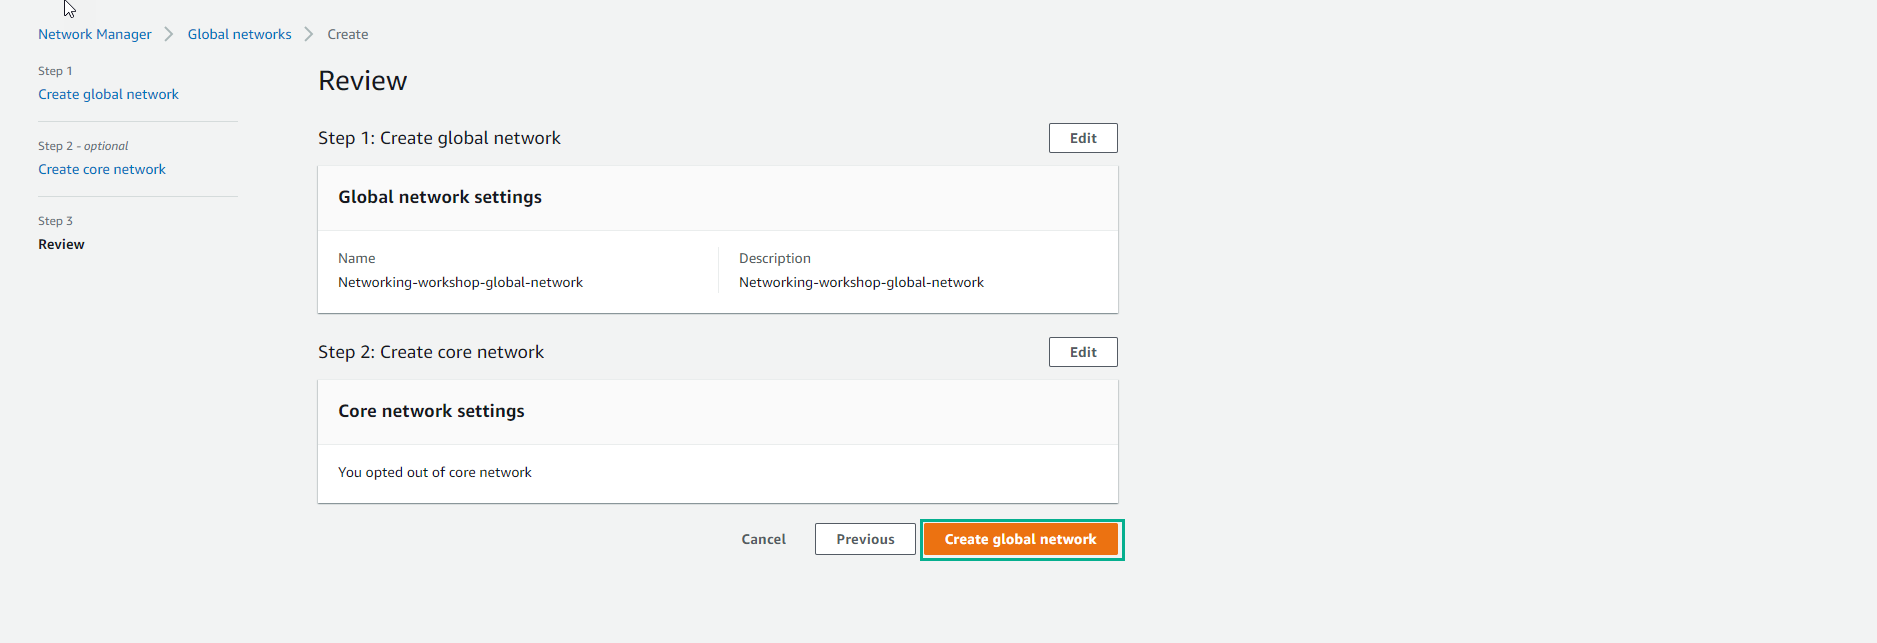 Network Manager > Global networks > Create
Step 1
Create global network
Step 2 - optional
Create core network
Step 3
Review
Review
Step 1: Create global network
Edit
Global network settings
Name
Networking-workshop-global-network
Description
Networking-workshop-global-network
Step 2: Create core network
Edit
Core network settings
You opted out of core network
Cancel
Previous
Create global network